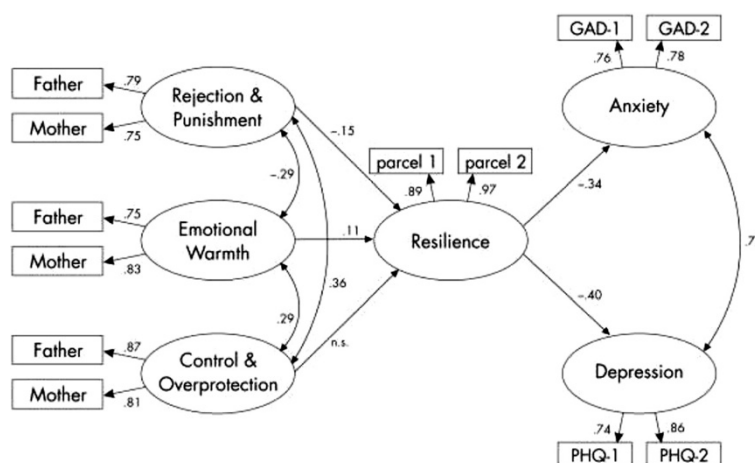 GAD-1
GAD-2
.76
.78
Anxiety
Father
.79
Mother
.75
Rejection &
Punishment
-.15
-.29
parcel 1
parcel 2
.89
.97
-.34
Father
.75
Mother
.83
Emotional
Warmth
.11
Resilience
.36
.29
n.s.
-.40
Father
.87
Mother
.81
Control &
Overprotection
Depression
.74
.86
PHQ-1
PHQ-2